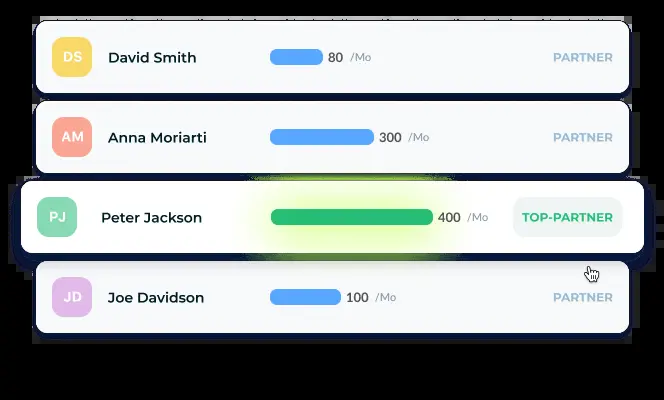 DS David Smith 80 /Mo PARTNER
AM Anna Moriarti 300 /Mo PARTNER
PJ Peter Jackson 400 /Mo TOP-PARTNER
JD Joe Davidson 100 /Mo PARTNER